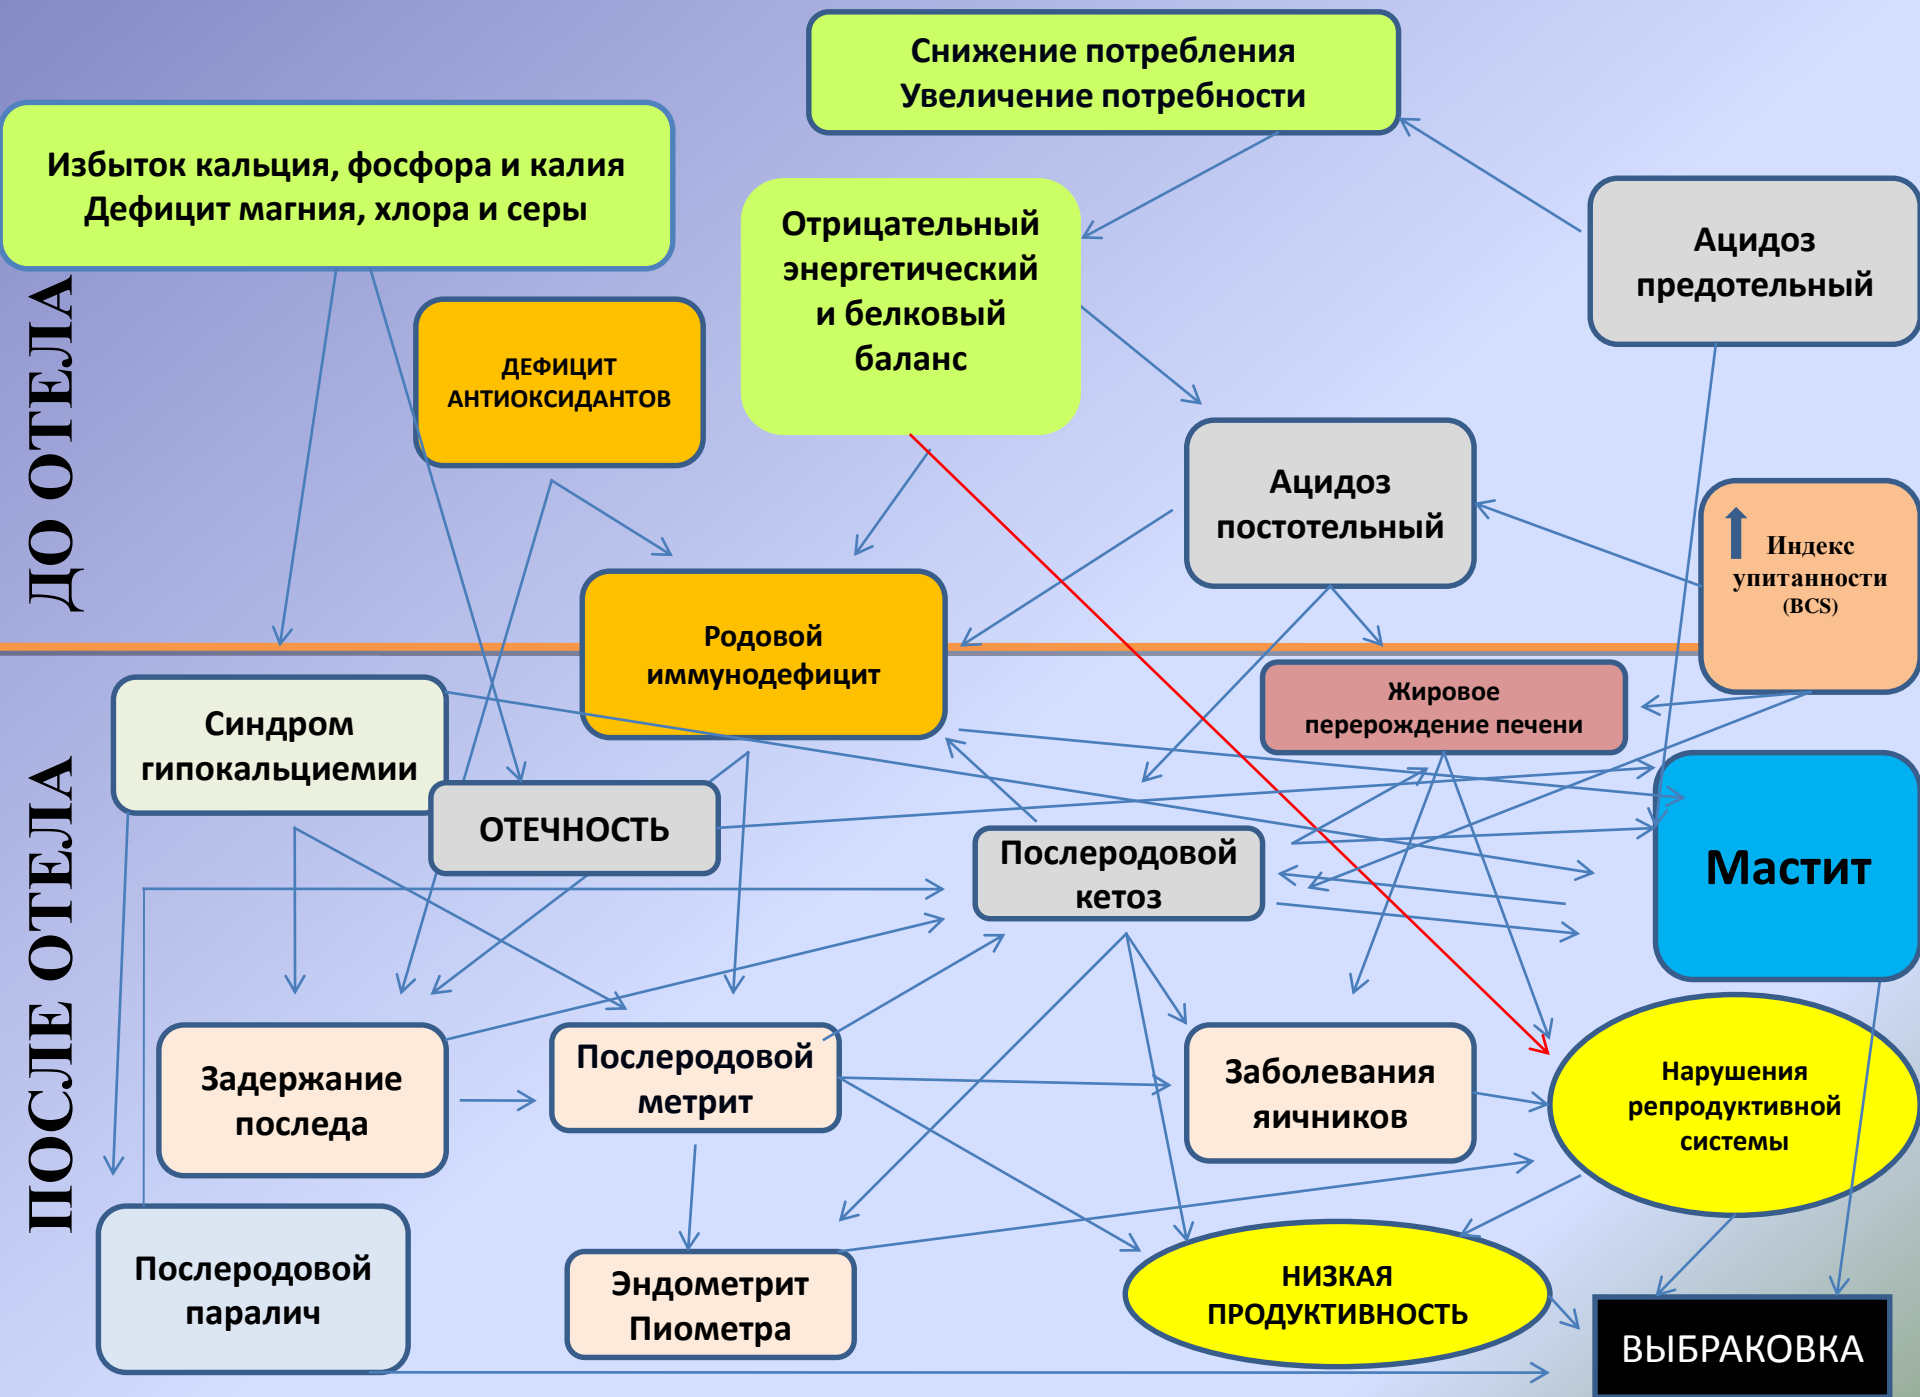 Снижение потребления
Увеличение потребности
Избыток кальция, фосфора и калия
Дефицит магния, хлора и серы
Отрицательный
энергетический
и белковый
баланс
Ацидоз
предотельный
ДО ОТЕЛА
ДЕФИЦИТ
АНТИОКСИДАНТОВ
Ацидоз
постотельный
Индекс
упитанности
(BCS)
Родовой
иммунодефицит
Жировое
перерождение печени
Синдром
гипокальциемии
ОТЕЧНОСТЬ
Послеродовой
кетоз
Мастит
ПОСЛЕ ОТЕЛА
Задержание
последа
Послеродовой
метрит
Заболевания
яичников
Нарушения
репродуктивной
системы
Послеродовой
паралич
Эндометрит
Пиометра
НИЗКАЯ
ПРОДУКТИВНОСТЬ
ВЫБРАКОВКА